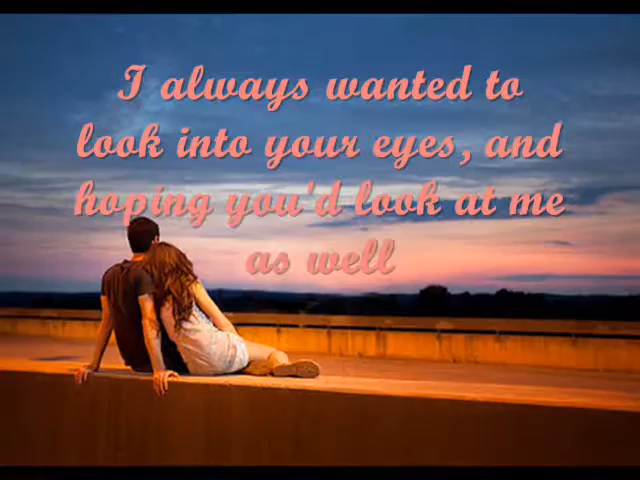 I always wanted to
look into your eyes, and
hoping you'd look at me
as well